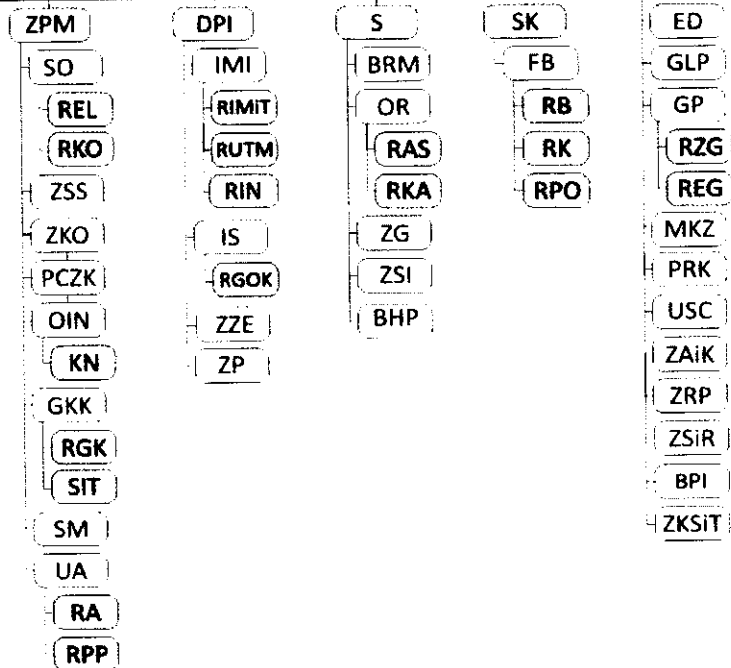 ZPM
SO
REL
RKO
ZSS
ZKO
PCZK
OIN
KN
GKK
RGK
SIT
SM
UA
RA
RPP
DPI
IMI
RIMiT
RUTM
RIN
IS
RGOK
ZZE
ZP
S
BRM
OR
RAS
RKA
ZG
ZSI
BHP
SK
FB
RB
RK
RPO
ED
GLP
GP
RZG
REG
MKZ
PRK
USC
ZAiK
ZRP
ZSiR
BPI
ZKSiT